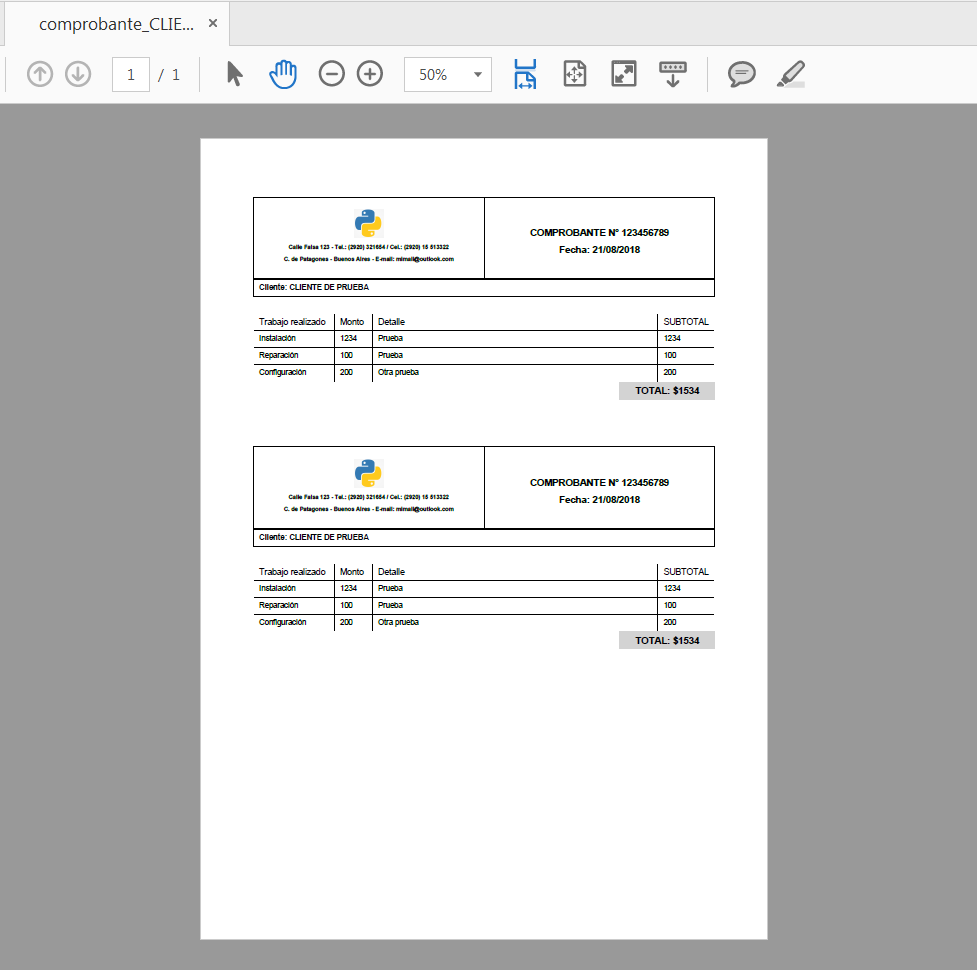 comprobante_CLIE...
1 / 1
50%
Calle Falsa 123 - Tel.: (2920) 321654 / Cel.: (2920) 15 513322
C. de Patagones - Buenos Aires - E-mail: mimail@outlook.com
COMPROBANTE N° 123456789
Fecha: 21/08/2018
Cliente: CLIENTE DE PRUEBA
Trabajo realizado Monto Detalle SUBTOTAL
Instalación 1234 Prueba 1234
Reparación 100 Prueba 100
Configuración 200 Otra prueba 200
TOTAL: $1534
Calle Falsa 123 - Tel.: (2920) 321654 / Cel.: (2920) 15 513322
C. de Patagones - Buenos Aires - E-mail: mimail@outlook.com
COMPROBANTE N° 123456789
Fecha: 21/08/2018
Cliente: CLIENTE DE PRUEBA
Trabajo realizado Monto Detalle SUBTOTAL
Instalación 1234 Prueba 1234
Reparación 100 Prueba 100
Configuración 200 Otra prueba 200
TOTAL: $1534